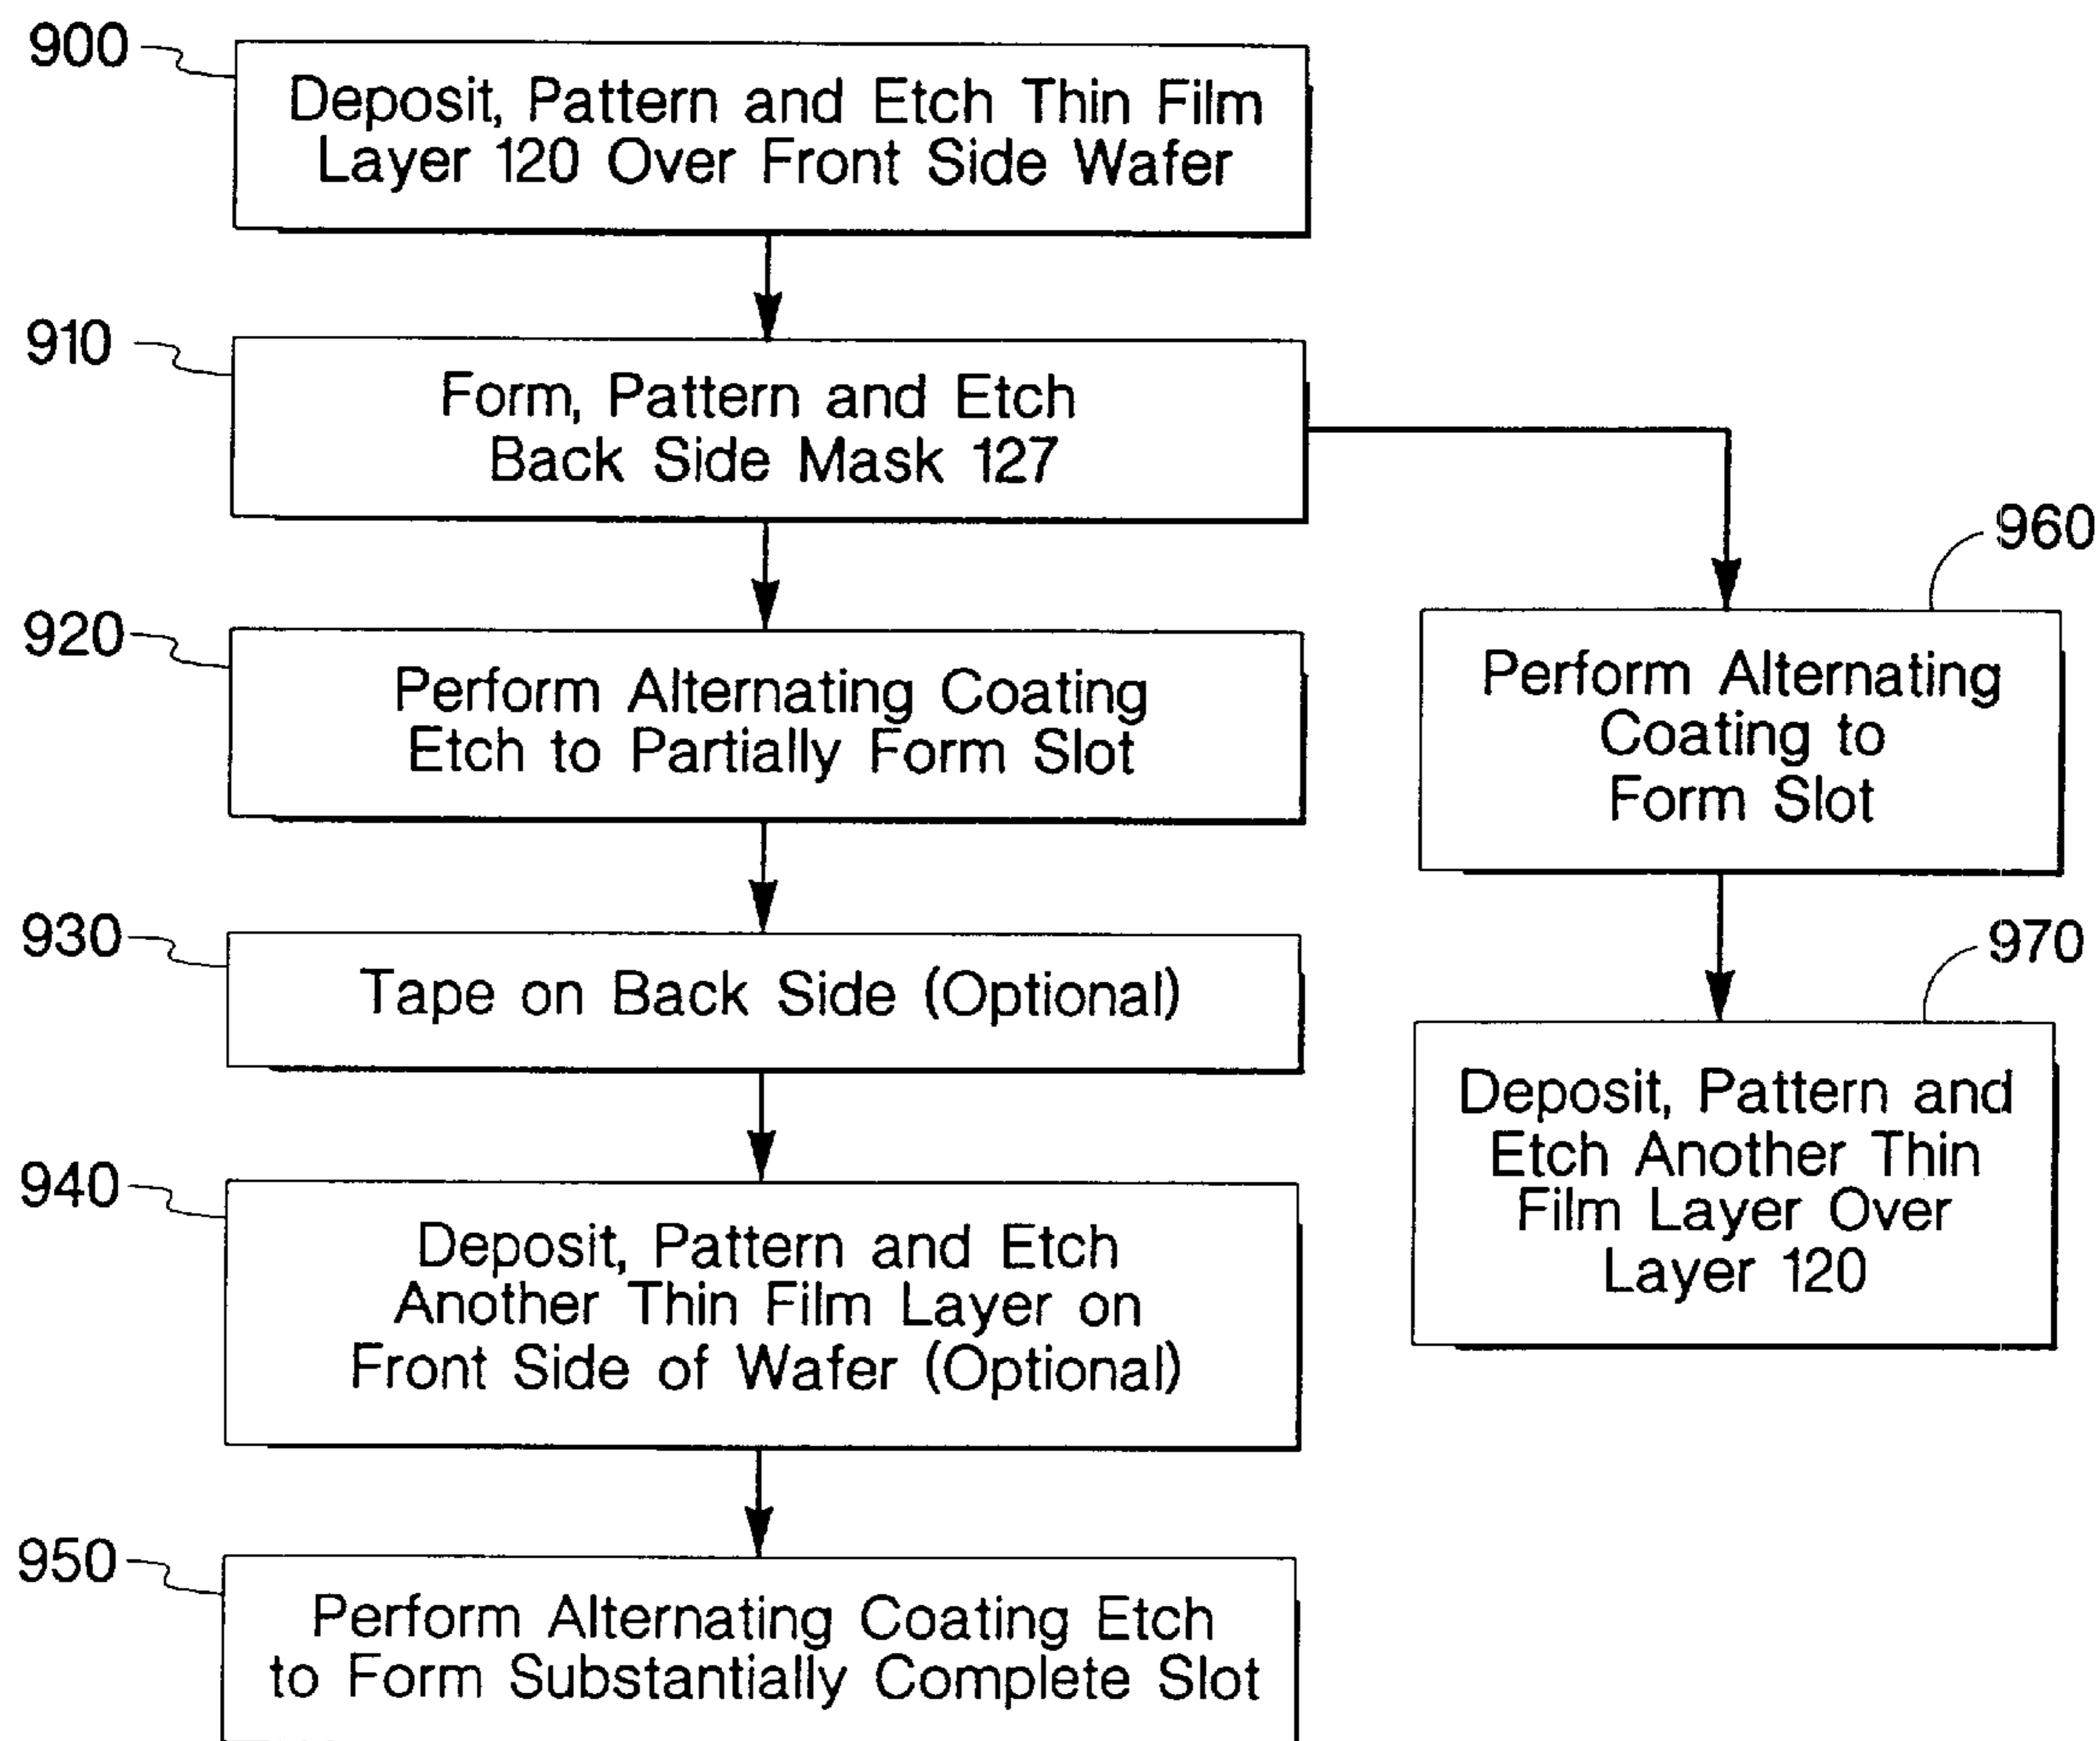 900
Deposit, Pattern and Etch Thin Film
Layer 120 Over Front Side Wafer
910
Form, Pattern and Etch
Back Side Mask 127
920
Perform Alternating Coating
Etch to Partially Form Slot
930
Tape on Back Side (Optional)
940
Deposit, Pattern and Etch
Another Thin Film Layer on
Front Side of Wafer (Optional)
950
Perform Alternating Coating Etch
to Form Substantially Complete Slot
960
Perform Alternating
Coating to
Form Slot
970
Deposit, Pattern and
Etch Another Thin
Film Layer Over
Layer 120